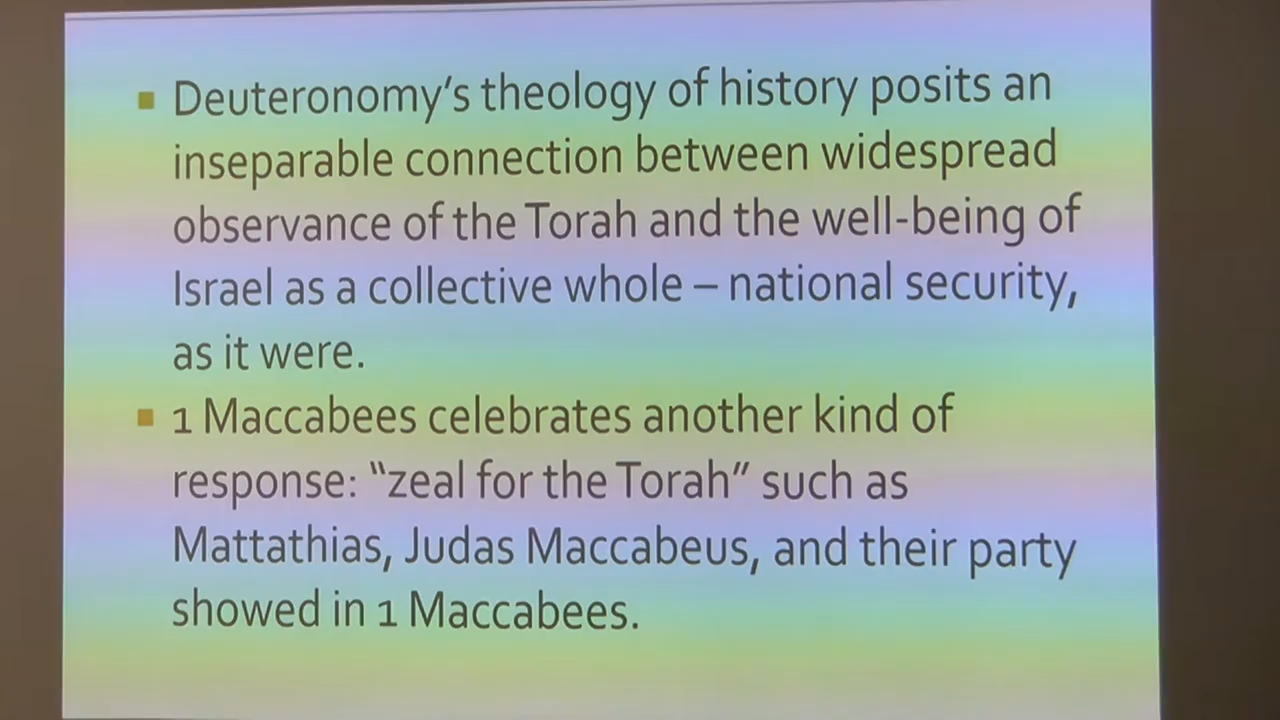 ▪ Deuteronomy's theology of history posits an
inseparable connection between widespread
observance of the Torah and the well-being of
Israel as a collective whole – national security,
as it were.
▪ 1 Maccabees celebrates another kind of
response: “zeal for the Torah” such as
Mattathias, Judas Maccabeus, and their party
showed in 1 Maccabees.